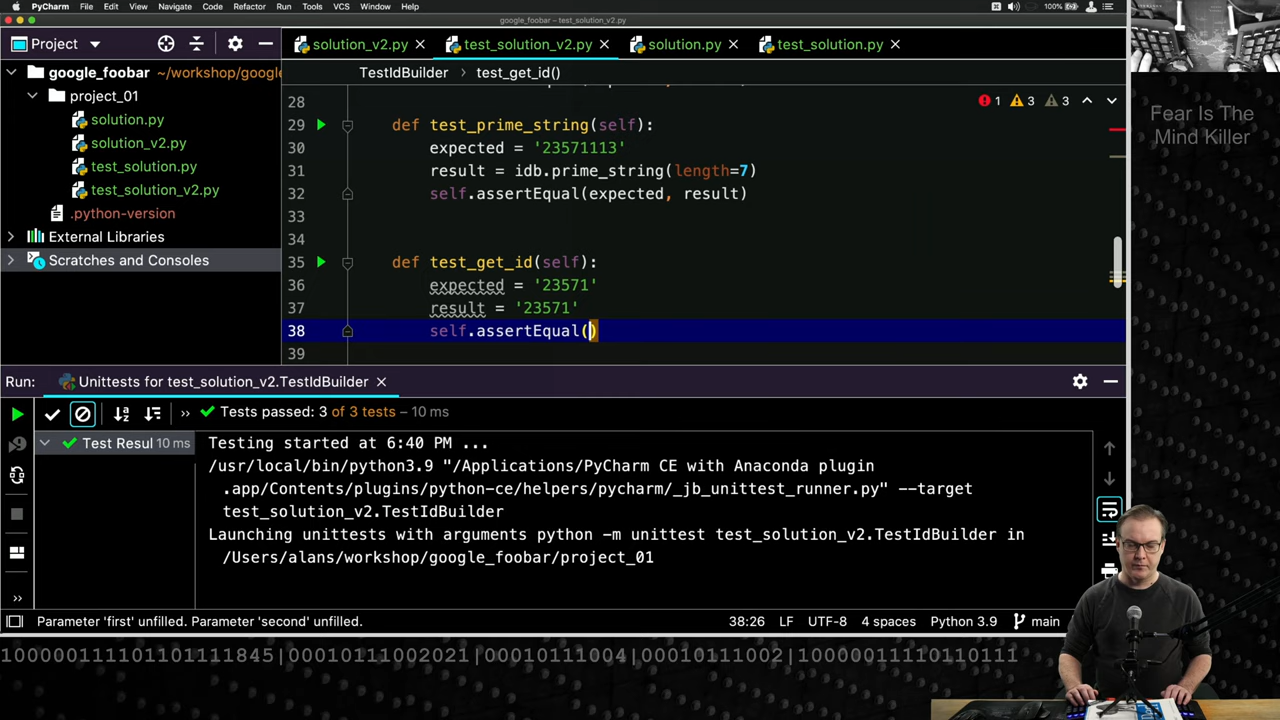 PyCharm File Edit View Navigate Code Refactor Run Tools VCS Window Help 100%
google_foobar – test_solution_v2.py
Project solution_v2.py test_solution_v2.py solution.py test_solution.py
google_foobar ~/workshop/google
project_01
solution.py
solution_v2.py
test_solution.py
test_solution_v2.py
.python-version
External Libraries
Scratches and Consoles
TestIdBuilder test_get_id()
1 3 3
28
29 def test_prime_string(self):
30 expected = '23571113'
31 result = idb.prime_string(length=7)
32 self.assertEqual(expected, result)
33
34
35 def test_get_id(self):
36 expected = '23571'
37 result = '23571'
38 self.assertEqual()
39
Fear Is The
Mind Killer
Run: Unittests for test_solution_v2.TestIdBuilder
Tests passed: 3 of 3 tests – 10 ms
Test Resul 10 ms
Testing started at 6:40 PM ...
/usr/local/bin/python3.9 "/Applications/PyCharm CE with Anaconda plugin
.app/Contents/plugins/python-ce/helpers/pycharm/_jb_unittest_runner.py" --target
test_solution_v2.TestIdBuilder
Launching unittests with arguments python -m unittest test_solution_v2.TestIdBuilder in
/Users/alans/workshop/google_foobar/project_01
Parameter 'first' unfilled. Parameter 'second' unfilled. 38:26 LF UTF-8 4 spaces Python 3.9 main
1000001111011011111845|00010111001002021|00010111004|00010111002|10000011110110111